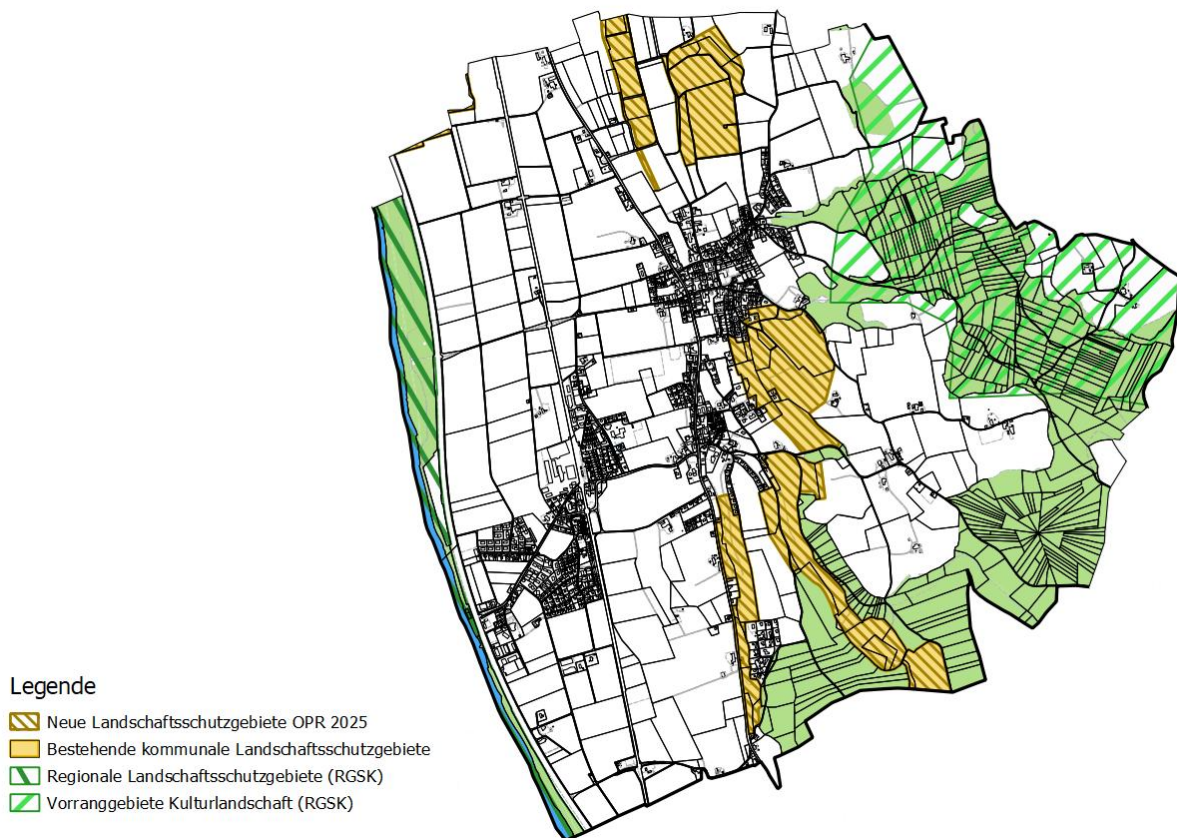 Legende
Neue Landschaftsschutzgebiete OPR 2025
Bestehende kommunale Landschaftsschutzgebiete
Regionale Landschaftsschutzgebiete (RGSK)
Vorranggebiete Kulturlandschaft (RGSK)